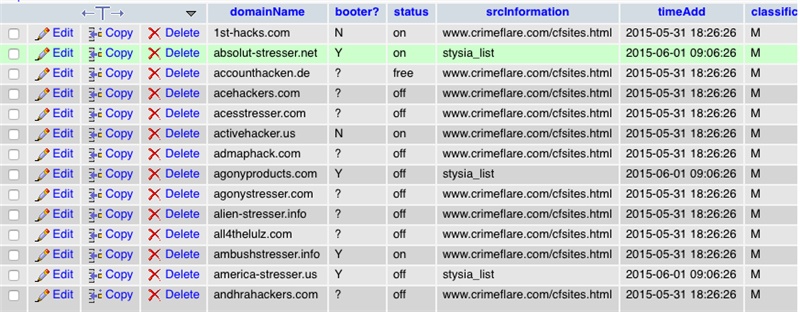 domainName booter? status srcInformation timeAdd classific
Edit Copy Delete 1st-hacks.com N on www.crimeflare.com/cfsites.html 2015-05-31 18:26:26 M
Edit Copy Delete absolut-stresser.net Y on stysia_list 2015-06-01 09:06:26 M
Edit Copy Delete accounthacken.de ? free www.crimeflare.com/cfsites.html 2015-05-31 18:26:26 M
Edit Copy Delete acehackers.com ? off www.crimeflare.com/cfsites.html 2015-05-31 18:26:26 M
Edit Copy Delete acesstresser.com ? off www.crimeflare.com/cfsites.html 2015-05-31 18:26:26 M
Edit Copy Delete activehacker.us N on www.crimeflare.com/cfsites.html 2015-05-31 18:26:26 M
Edit Copy Delete admaphack.com ? off www.crimeflare.com/cfsites.html 2015-05-31 18:26:26 M
Edit Copy Delete agonyproducts.com Y off stysia_list 2015-06-01 09:06:26 M
Edit Copy Delete agonystresser.com ? off www.crimeflare.com/cfsites.html 2015-05-31 18:26:26 M
Edit Copy Delete alien-stresser.info ? off www.crimeflare.com/cfsites.html 2015-05-31 18:26:26 M
Edit Copy Delete all4thelulz.com ? off www.crimeflare.com/cfsites.html 2015-05-31 18:26:26 M
Edit Copy Delete ambushstresser.info Y on www.crimeflare.com/cfsites.html 2015-05-31 18:26:26 M
Edit Copy Delete america-stresser.us Y off stysia_list 2015-06-01 09:06:26 M
Edit Copy Delete andhrahackers.com ? off www.crimeflare.com/cfsites.html 2015-05-31 18:26:26 M